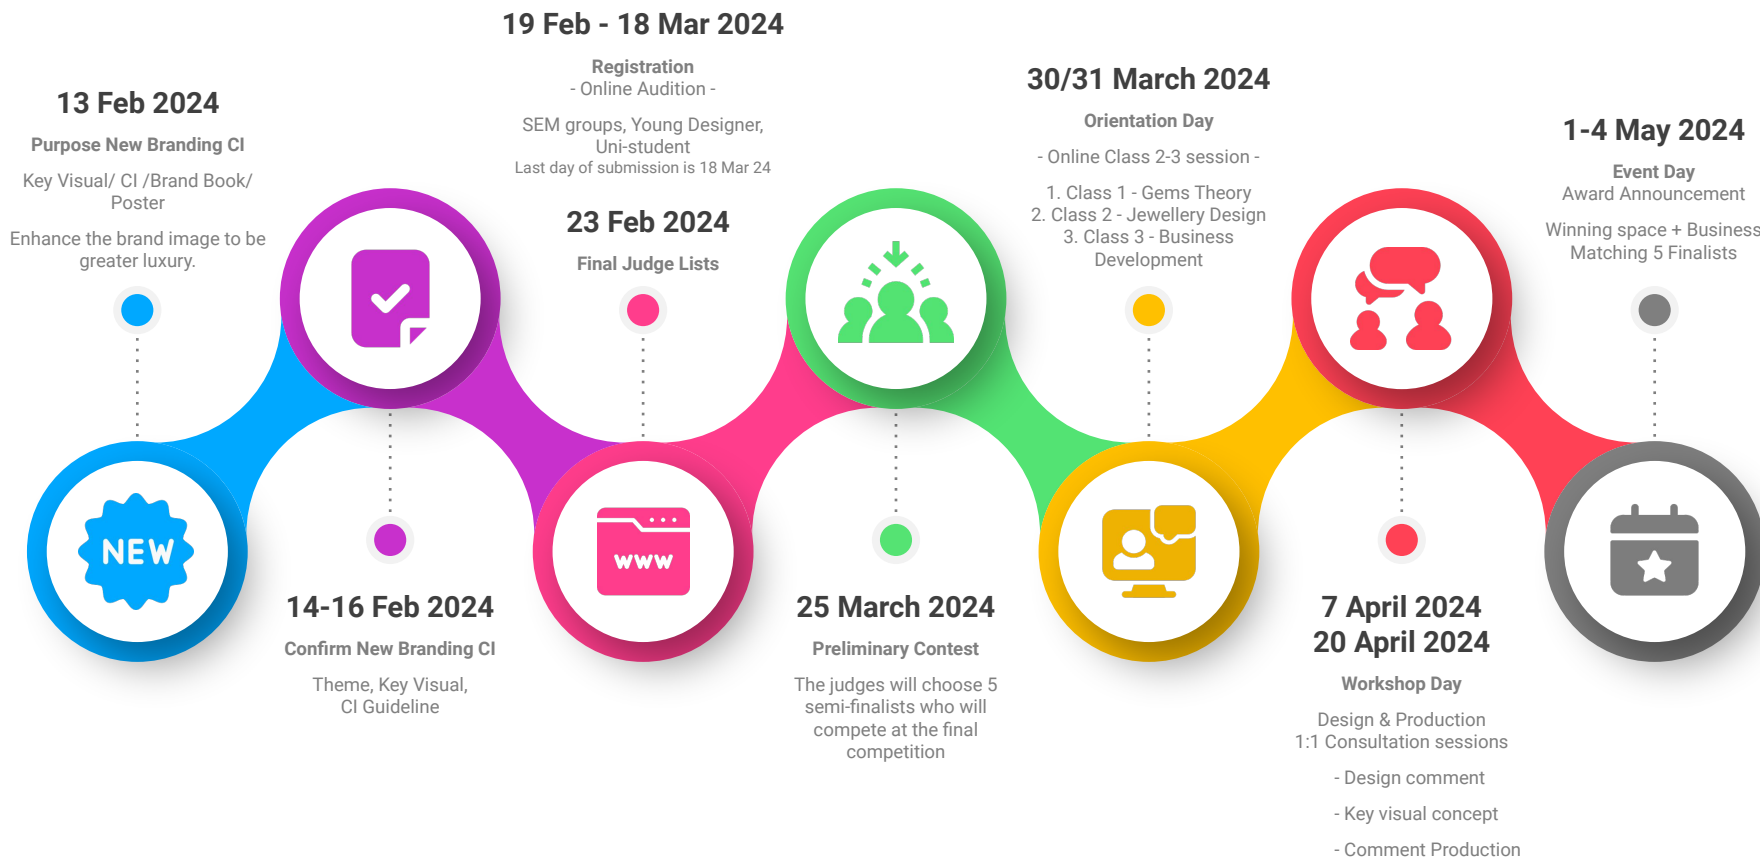 13 Feb 2024
Purpose New Branding CI
Key Visual/ CI /Brand Book/
Poster
Enhance the brand image to be
greater luxury.
NEW
14-16 Feb 2024
Confirm New Branding CI
Theme, Key Visual,
CI Guideline
19 Feb - 18 Mar 2024
Registration
- Online Audition -
SEM groups, Young Designer,
Uni-student
Last day of submission is 18 Mar 24
23 Feb 2024
Final Judge Lists
www
25 March 2024
Preliminary Contest
The judges will choose 5
semi-finalists who will
compete at the final
competition
30/31 March 2024
Orientation Day
- Online Class 2-3 session -
1. Class 1 - Gems Theory
2. Class 2 - Jewellery Design
3. Class 3 - Business
Development
7 April 2024
20 April 2024
Workshop Day
Design & Production
1:1 Consultation sessions
- Design comment
- Key visual concept
- Comment Production
1-4 May 2024
Event Day
Award Announcement
Winning space + Business
Matching 5 Finalists